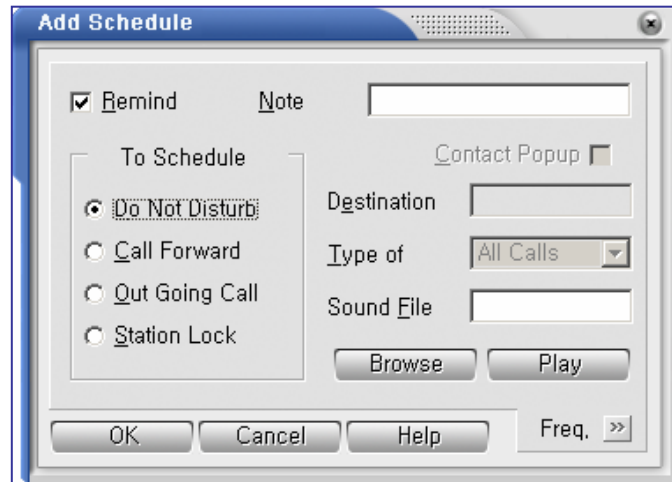 Add Schedule
Remind Note
Contact Popup
To Schedule
Do Not Disturb
Call Forward
Out Going Call
Station Lock
Destination
Type of All Calls
Sound File
Browse Play
OK Cancel Help Freq. >>